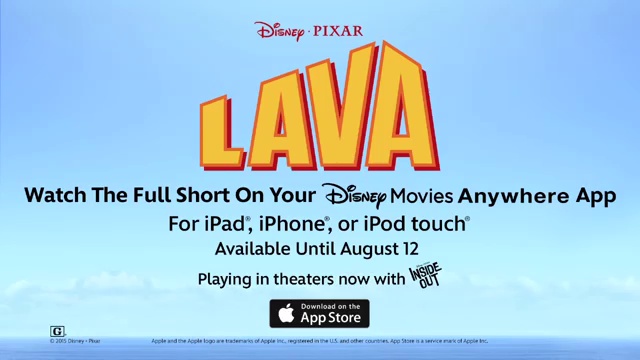 Disney · PIXAR
LAVA
Watch The Full Short On Your Disney Movies Anywhere App
For iPad®, iPhone®, or iPod touch®
Available Until August 12
Playing in theaters now with INSIDE OUT
Download on the
App Store
G
© 2015 Disney • Pixar
Apple and the Apple logo are trademarks of Apple Inc., registered in the U.S. and other countries. App Store is a service mark of Apple Inc.